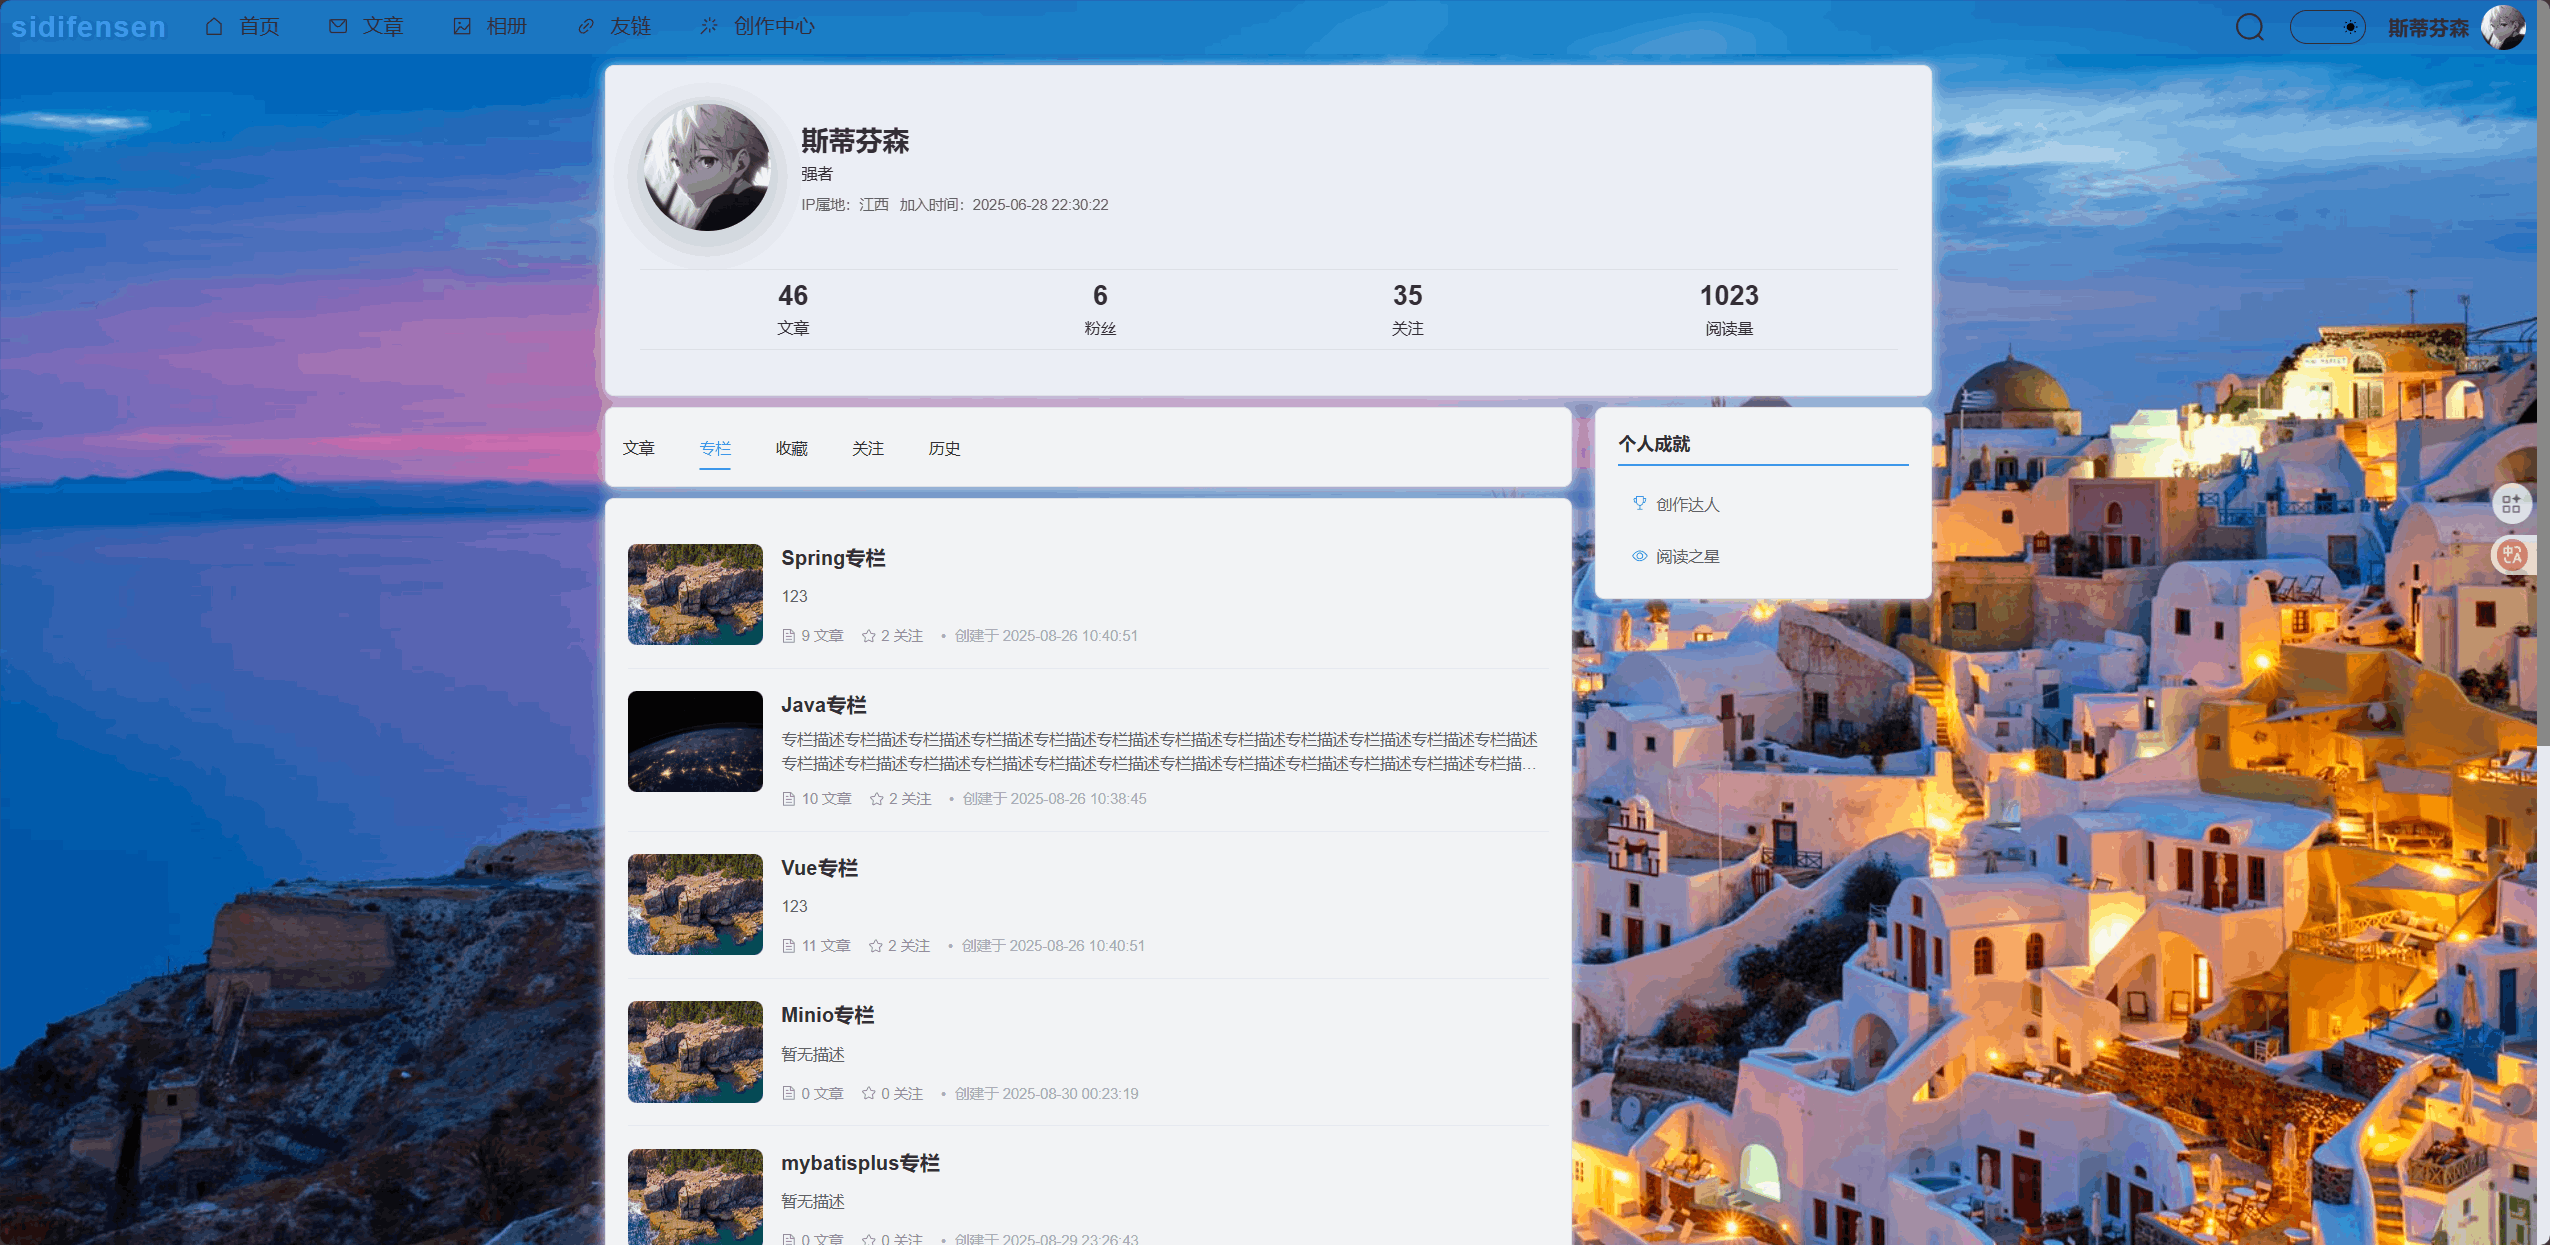 sidifensen 首页 文章 相册 友链 创作中心 斯蒂芬森
斯蒂芬森
强者
IP属地：江西 加入时间：2025-06-28 22:30:22
46 6 35 1023
文章 粉丝 关注 阅读量
文章 专栏 收藏 关注 历史
个人成就
创作达人
阅读之星
Spring专栏
123
9 文章 2 关注 • 创建于 2025-08-26 10:40:51
Java专栏
专栏描述专栏描述专栏描述专栏描述专栏描述专栏描述专栏描述专栏描述专栏描述专栏描述专栏描述专栏描述
专栏描述专栏描述专栏描述专栏描述专栏描述专栏描述专栏描述专栏描述专栏描述专栏描述专栏描述专栏描...
10 文章 2 关注 • 创建于 2025-08-26 10:38:45
Vue专栏
123
11 文章 2 关注 • 创建于 2025-08-26 10:40:51
Minio专栏
暂无描述
0 文章 0 关注 • 创建于 2025-08-30 00:23:19
mybatisplus专栏
暂无描述
0 文章 0 关注 • 创建于 2025-08-29 23:26:43